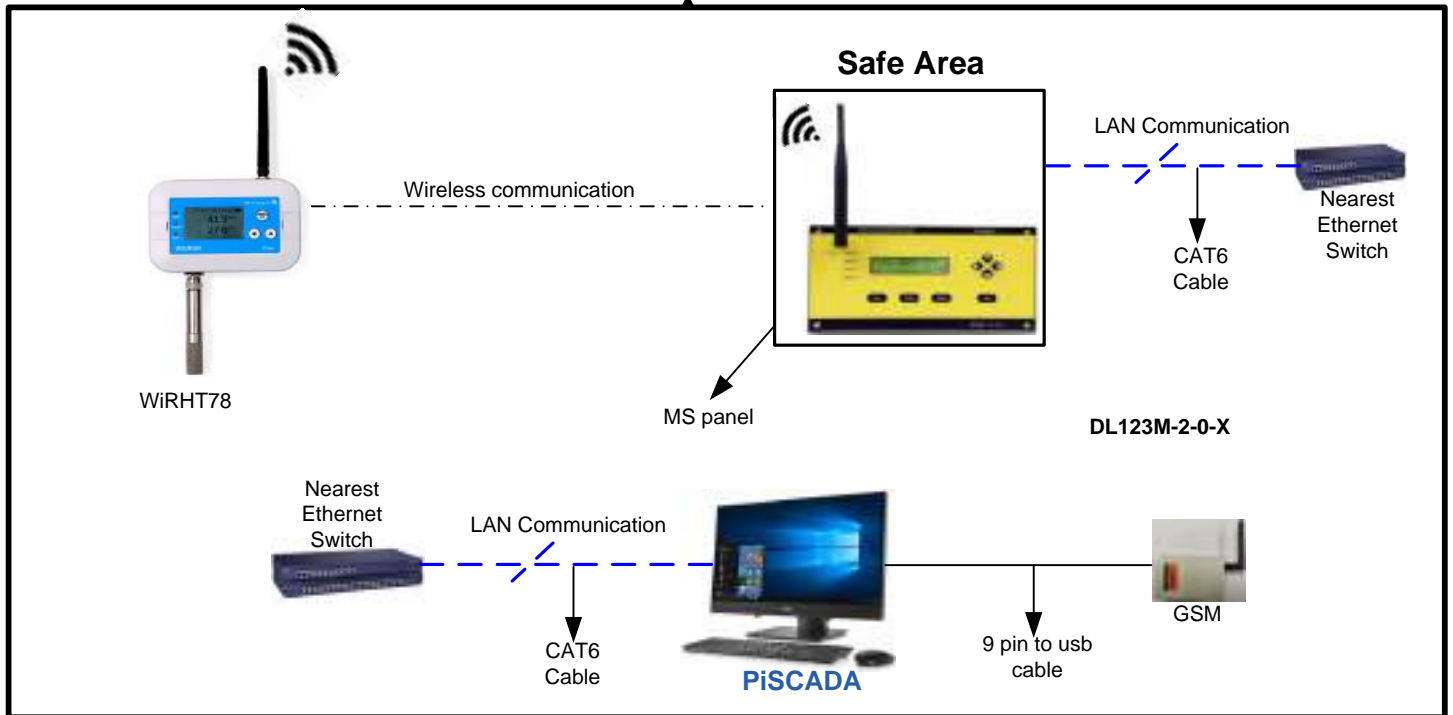 Safe Area
LAN Communication
Wireless communication
Nearest
Ethernet
Switch
CAT6
Cable
WiRHT78
MS panel
DL123M-2-0-X
Nearest
Ethernet
Switch
LAN Communication
CAT6
Cable
PiSCADA
9 pin to usb
cable
GSM